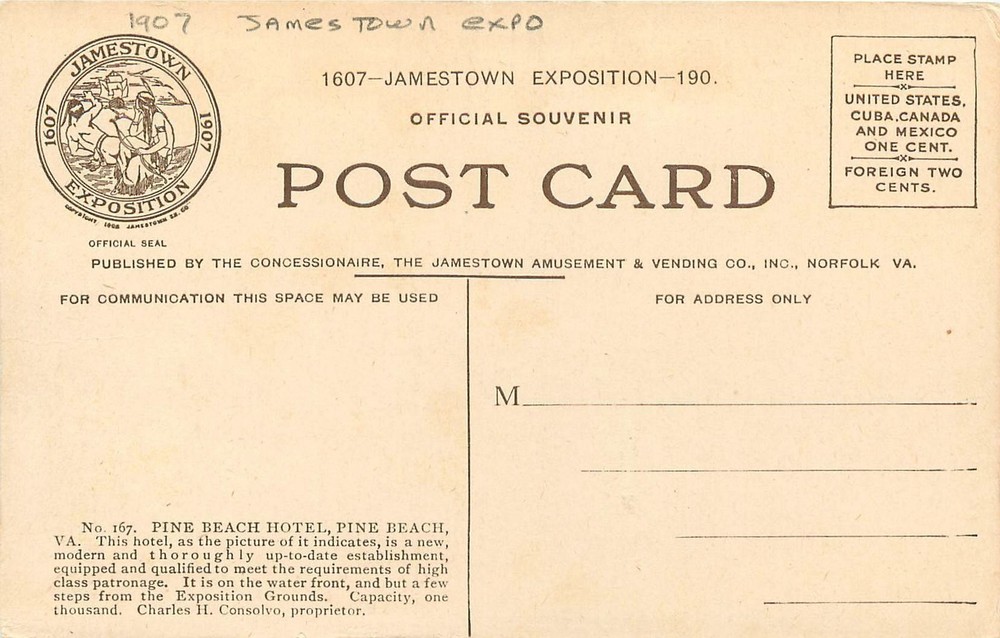 1907 JAMESTOWN EXPO
JAMESTOWN
1607 1907
EXPOSITION
COPYRIGHT, 1906 JAMESTOWN EX. CO
OFFICIAL SEAL
1607—JAMESTOWN EXPOSITION—190.
OFFICIAL SOUVENIR
POST CARD
PLACE STAMP
HERE
UNITED STATES,
CUBA, CANADA
AND MEXICO
ONE CENT.
FOREIGN TWO
CENTS.
PUBLISHED BY THE CONCESSIONAIRE, THE JAMESTOWN AMUSEMENT & VENDING CO., INC., NORFOLK VA.
FOR COMMUNICATION THIS SPACE MAY BE USED
FOR ADDRESS ONLY
M
No. 167. PINE BEACH HOTEL, PINE BEACH,
VA. This hotel, as the picture of it indicates, is a new,
modern and thoroughly up-to-date establishment,
equipped and qualified to meet the requirements of high
class patronage. It is on the water front, and but a few
steps from the Exposition Grounds. Capacity, one
thousand. Charles H. Consolvo, proprietor.